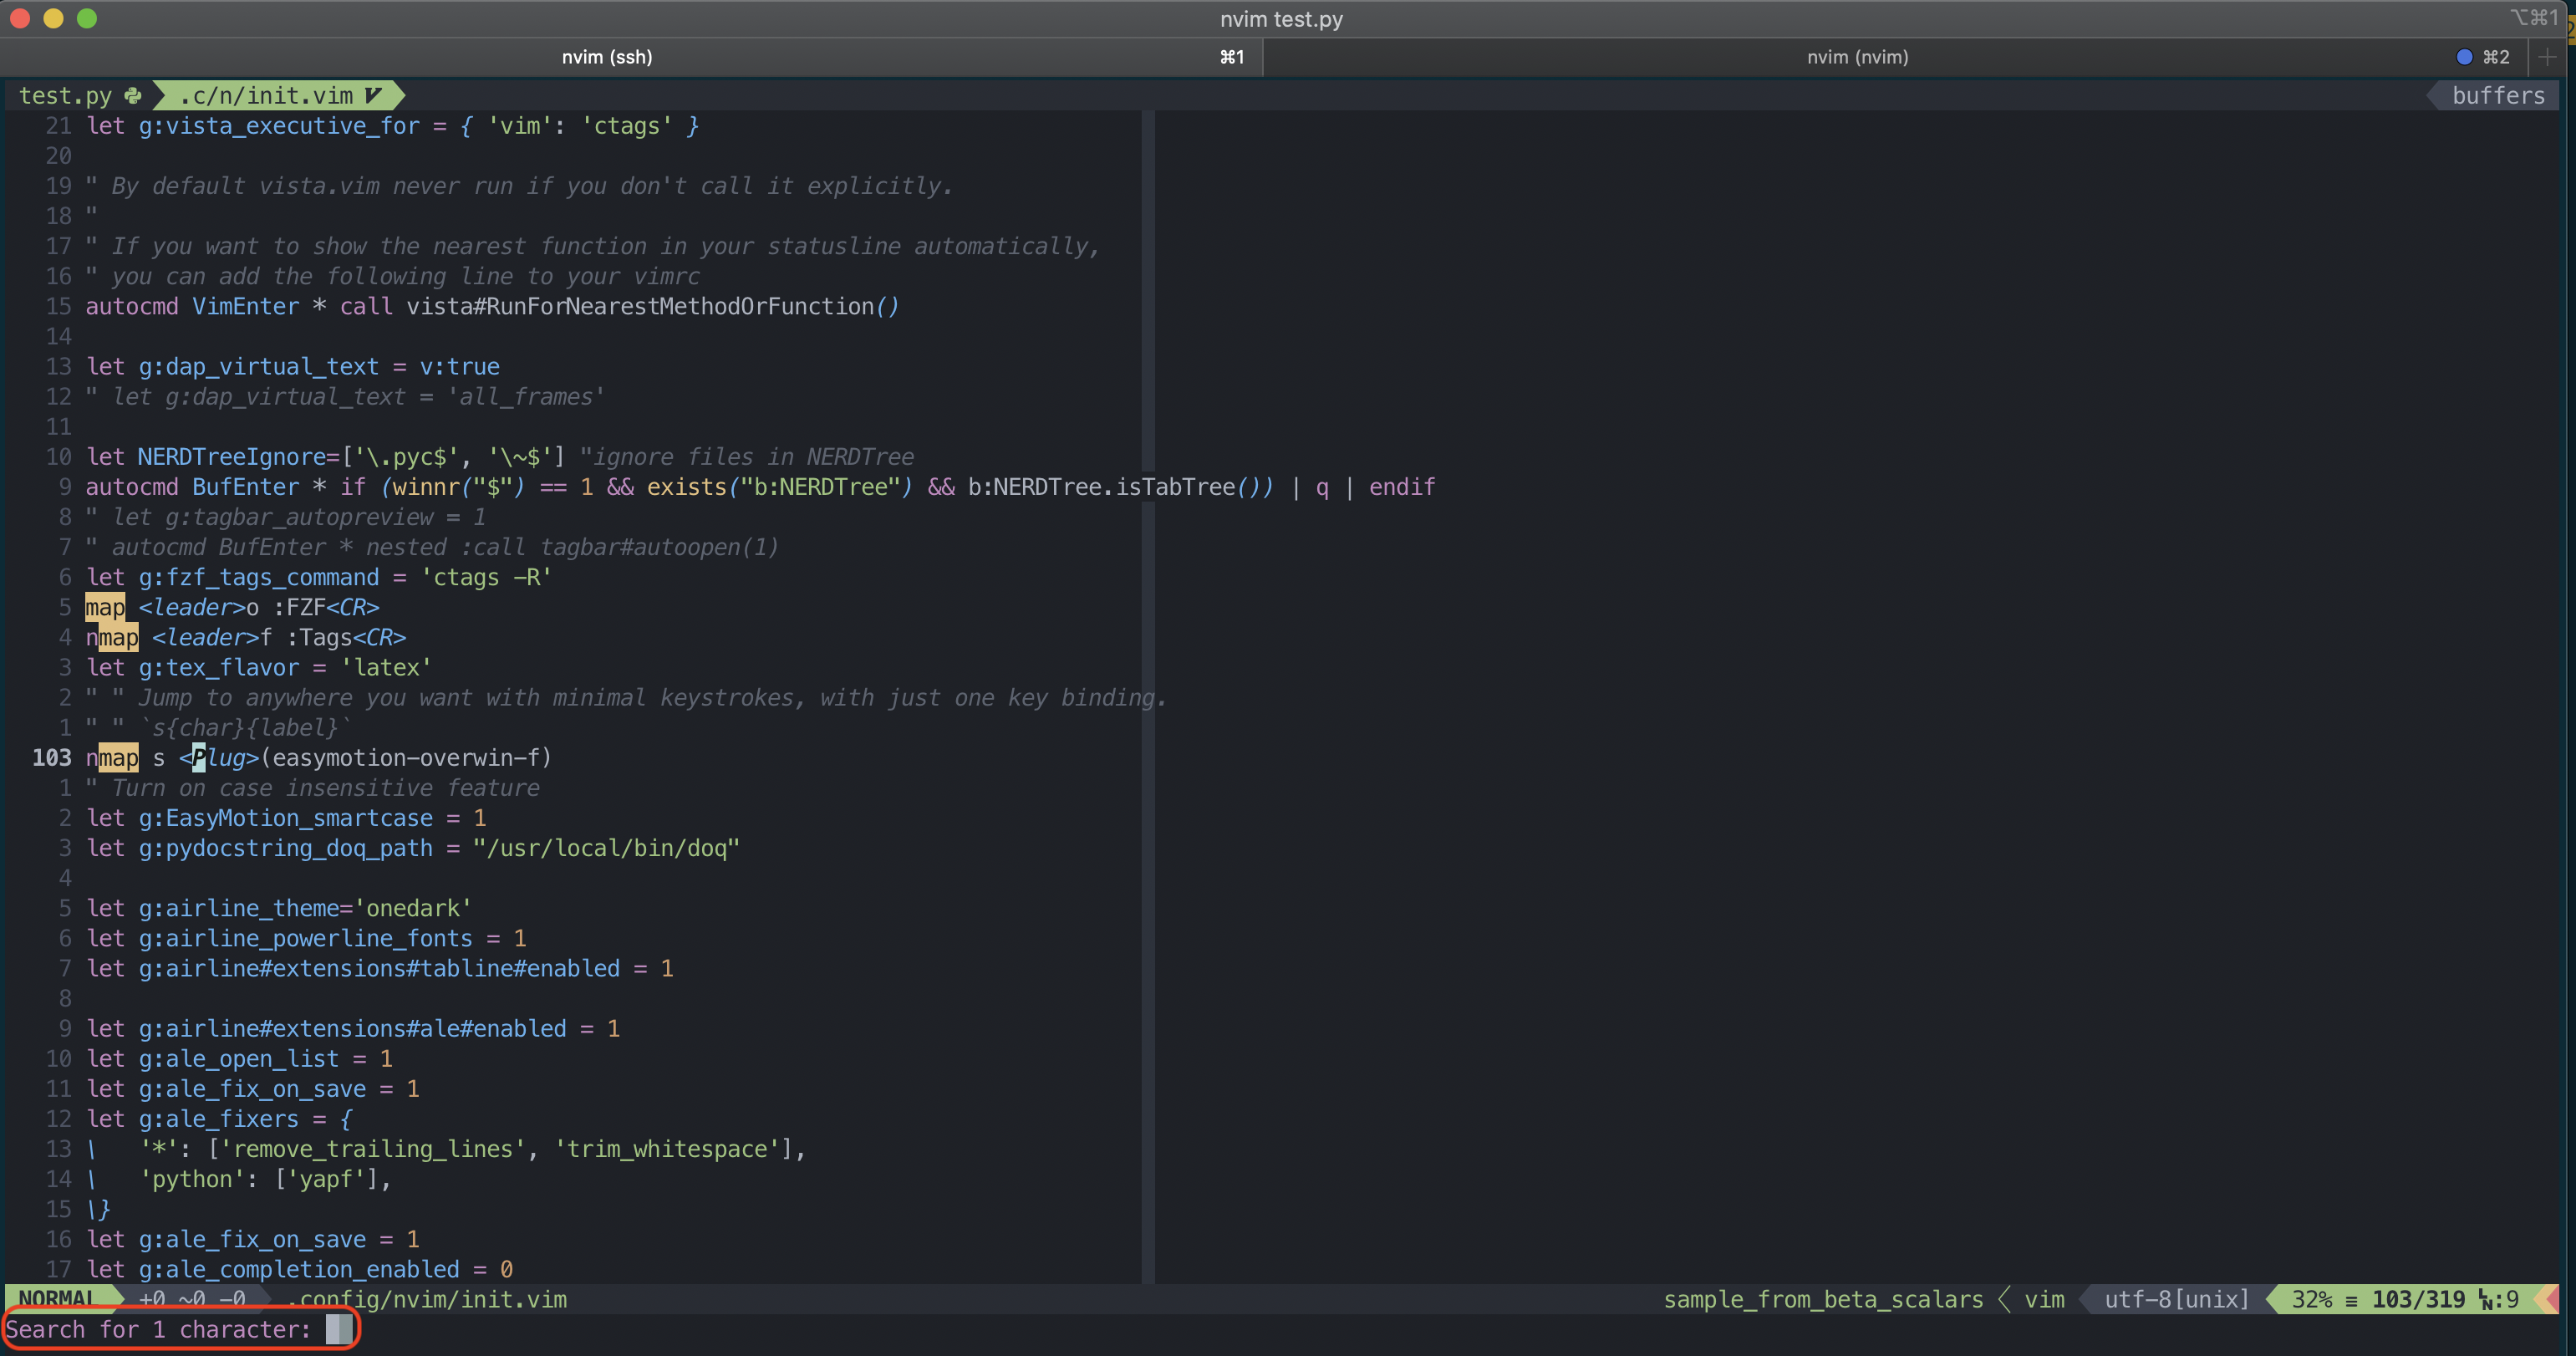 nvim test.py ⌥⌘1
nvim (ssh) ⌘1 nvim (nvim) ⌘2
test.py .c/n/init.vim buffers
21 let g:vista_executive_for = { 'vim': 'ctags' }
20
19 " By default vista.vim never run if you don't call it explicitly.
18 "
17 " If you want to show the nearest function in your statusline automatically,
16 " you can add the following line to your vimrc
15 autocmd VimEnter * call vista#RunForNearestMethodOrFunction()
14
13 let g:dap_virtual_text = v:true
12 " let g:dap_virtual_text = 'all_frames'
11
10 let NERDTreeIgnore=['\.pyc$', '\~$'] "ignore files in NERDTree
9 autocmd BufEnter * if (winnr("$") == 1 && exists("b:NERDTree") && b:NERDTree.isTabTree()) | q | endif
8 " let g:tagbar_autopreview = 1
7 " autocmd BufEnter * nested :call tagbar#autoopen(1)
6 let g:fzf_tags_command = 'ctags -R'
5 map <leader>o :FZF<CR>
4 nmap <leader>f :Tags<CR>
3 let g:tex_flavor = 'latex'
2 " " Jump to anywhere you want with minimal keystrokes, with just one key binding.
1 " " `s{char}{label}`
103 nmap s <Plug>(easymotion-overwin-f)
1 " Turn on case insensitive feature
2 let g:EasyMotion_smartcase = 1
3 let g:pydocstring_doq_path = "/usr/local/bin/doq"
4
5 let g:airline_theme='onedark'
6 let g:airline_powerline_fonts = 1
7 let g:airline#extensions#tabline#enabled = 1
8
9 let g:airline#extensions#ale#enabled = 1
10 let g:ale_open_list = 1
11 let g:ale_fix_on_save = 1
12 let g:ale_fixers = {
13 \   '*': ['remove_trailing_lines', 'trim_whitespace'],
14 \   'python': ['yapf'],
15 \}
16 let g:ale_fix_on_save = 1
17 let g:ale_completion_enabled = 0
NORMAL +0 ~0 -0 .config/nvim/init.vim sample_from_beta_scalars vim utf-8[unix] 32% ≡ 103/319 :9
Search for 1 character: